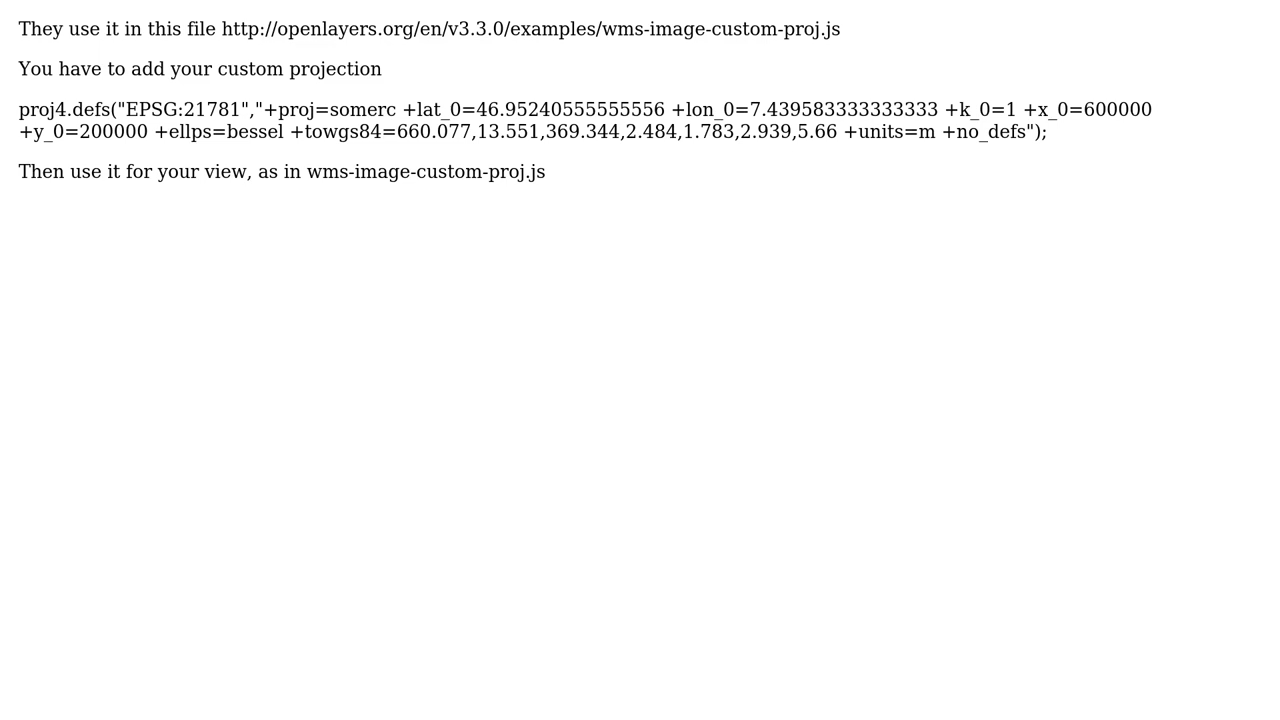 They use it in this file http://openlayers.org/en/v3.3.0/examples/wms-image-custom-proj.js
You have to add your custom projection
proj4.defs("EPSG:21781","+proj=somerc +lat_0=46.95240555555556 +lon_0=7.439583333333333 +k_0=1 +x_0=600000
+y_0=200000 +ellps=bessel +towgs84=660.077,13.551,369.344,2.484,1.783,2.939,5.66 +units=m +no_defs");
Then use it for your view, as in wms-image-custom-proj.js